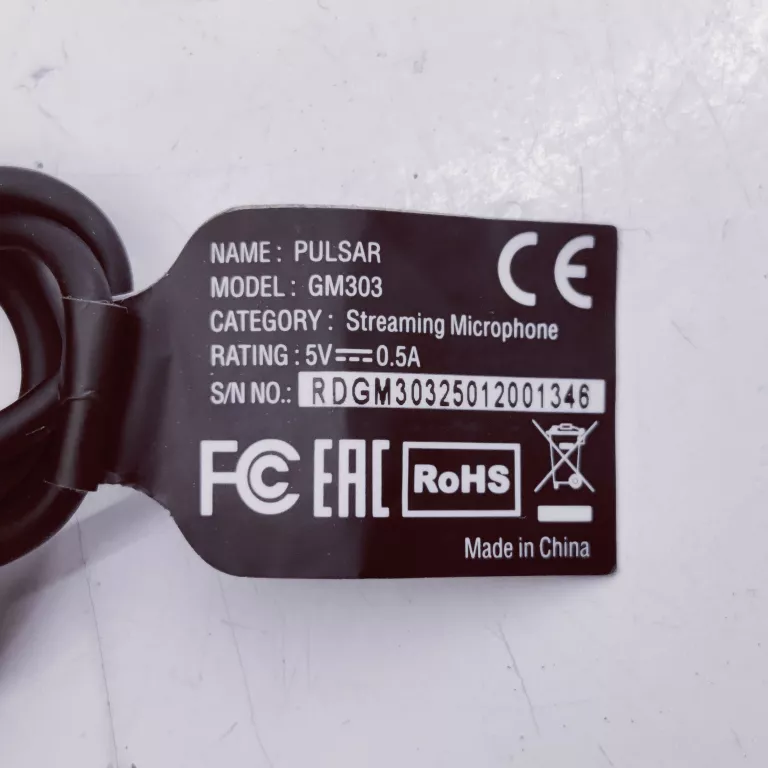 NAME: PULSAR
MODEL: GM303
CATEGORY: Streaming Microphone
RATING: 5V⎓0.5A
S/N NO.: RDGM30325012001346
CE
FC EAC RoHS
Made in China